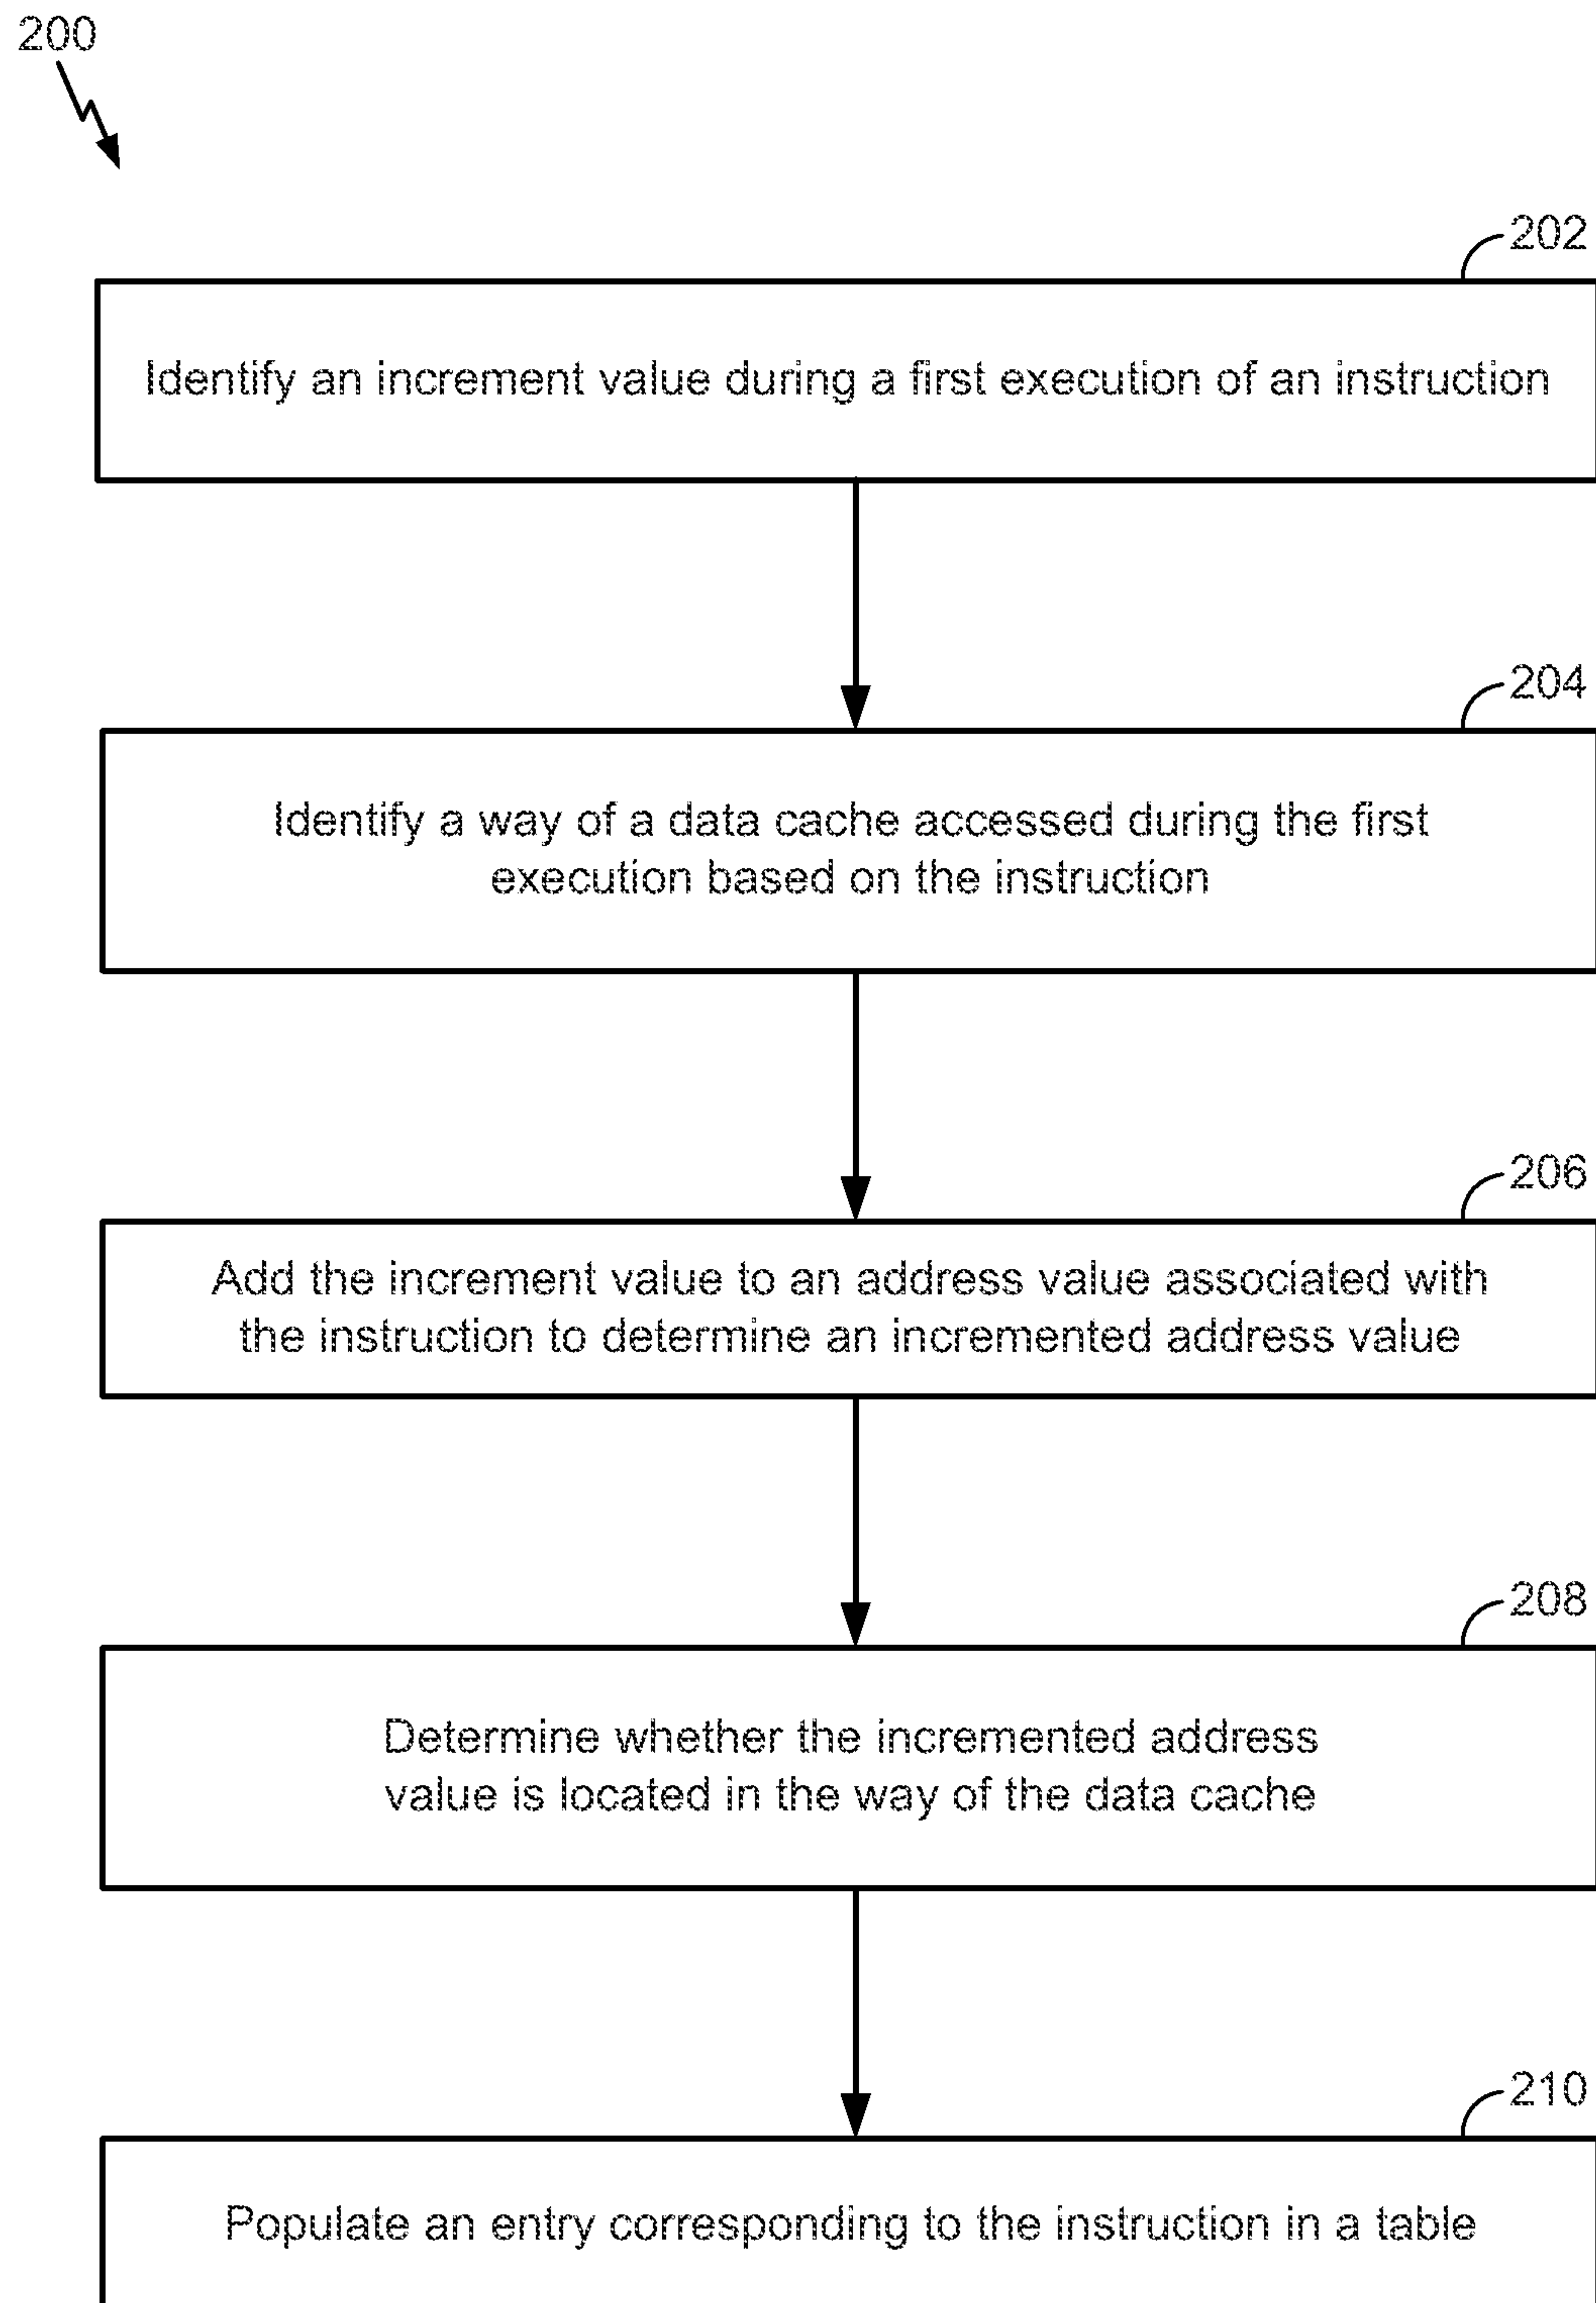 200
202
Identify an increment value during a first execution of an instruction
204
Identify a way of a data cache accessed during the first
execution based on the instruction
206
Add the increment value to an address value associated with
the instruction to determine an incremented address value
208
Determine whether the incremented address
value is located in the way of the data cache
210
Populate an entry corresponding to the instruction in a table